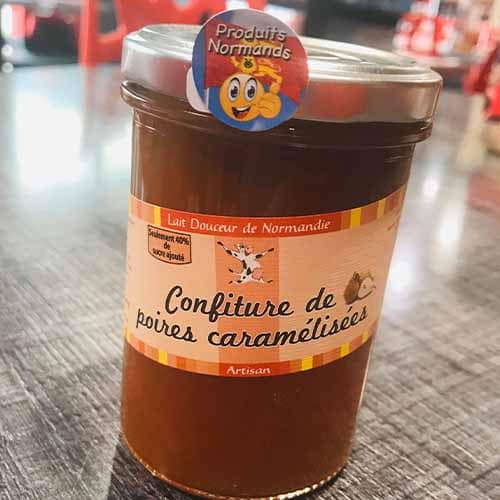 Produits
Normands
Lait Douceur de Normandie
Seulement 40%
de
sucre ajouté
Confiture de
poires caramélisées
Artisan